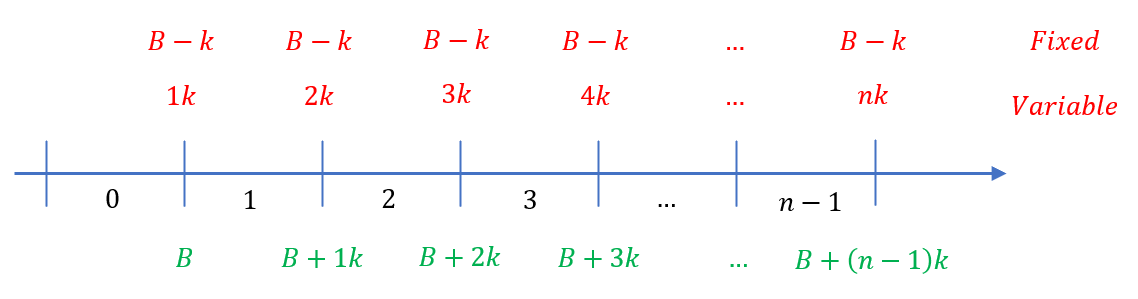 B − k B − k B − k B − k … B − k Fixed
1k 2k 3k 4k … nk Variable
0 1 2 3 … n − 1
B B + 1k B + 2k B + 3k … B + (n − 1)k